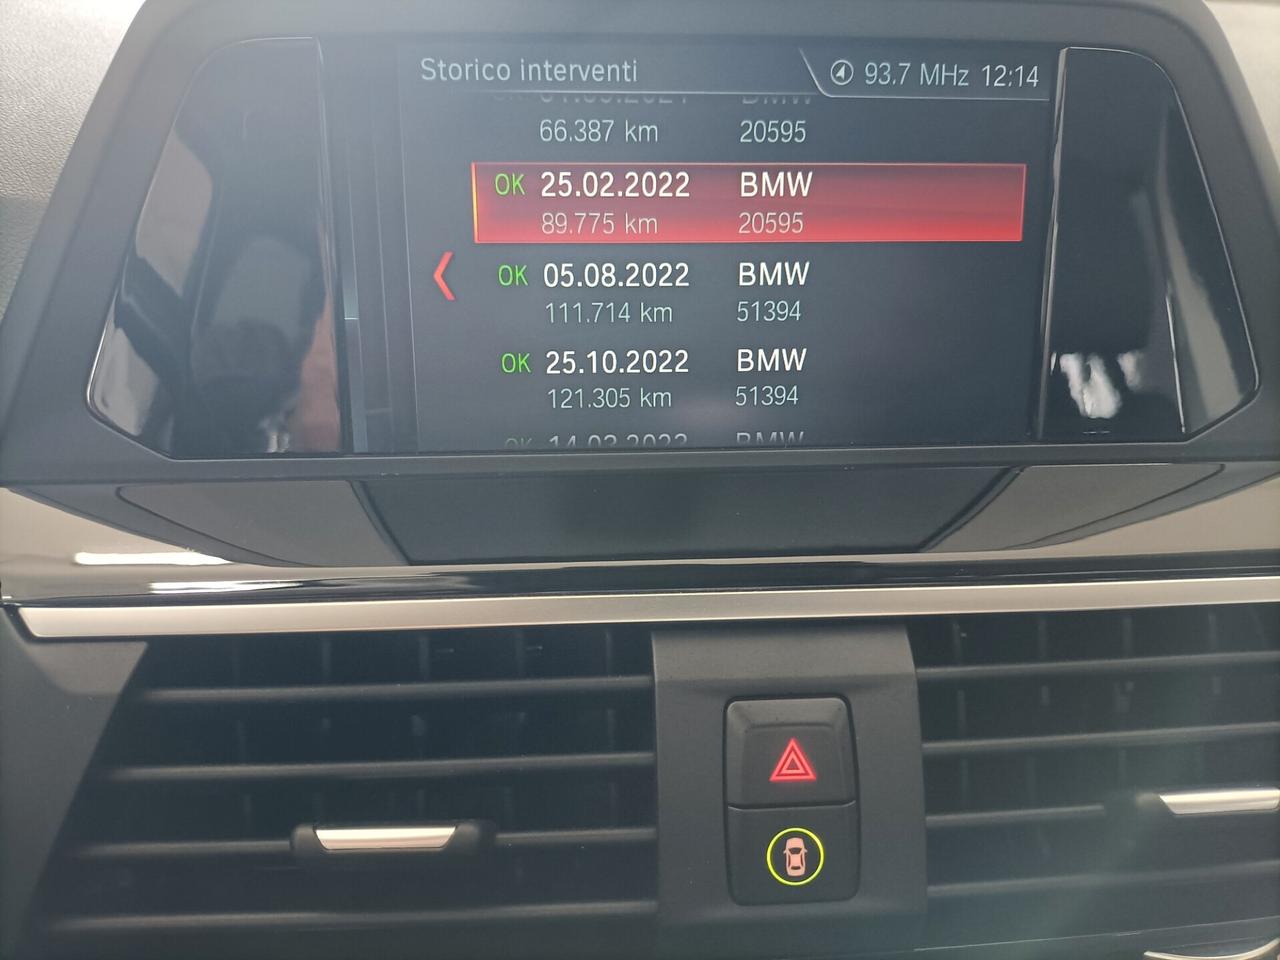 Storico interventi 93.7 MHz 12:14
66.387 km 20595
OK 25.02.2022 BMW
89.775 km 20595
OK 05.08.2022 BMW
111.714 km 51394
OK 25.10.2022 BMW
121.305 km 51394
BMW